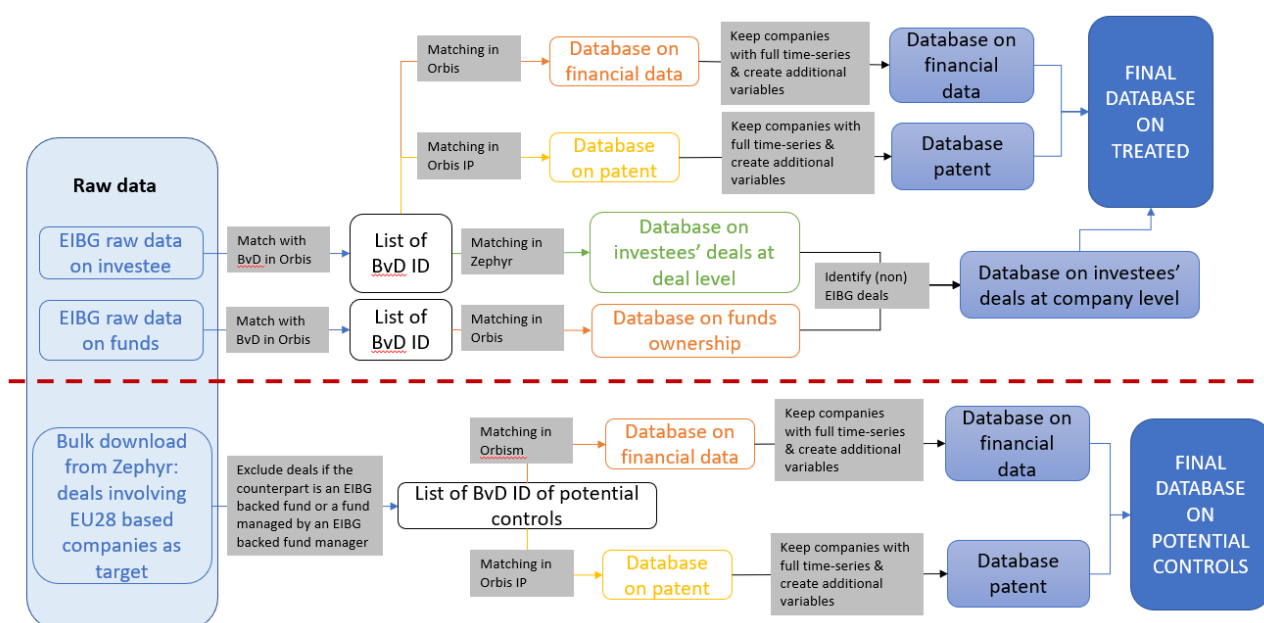 Matching in
Orbis
Database on
financial data
Keep companies
with full time-series
& create additional
variables
Database on
financial
data
FINAL
DATABASE
ON
TREATED
Matching in
Orbis IP
Database
on patent
Keep companies with
full time-series &
create additional
variables
Database
patent
Raw data
EIBG raw data
on investee
Match with
BvD in Orbis
List of
BvD ID
Matching in
Zephyr
Database on
investees’ deals at
deal level
Identify (non)
EIBG deals
Database on investees’
deals at company level
EIBG raw data
on funds
Match with
BvD in Orbis
List of
BvD ID
Matching in
Orbis
Database on funds
ownership
Bulk download
from Zephyr:
deals involving
EU28 based
companies as
target
Exclude deals if the
counterpart is an EIBG
backed fund or a fund
managed by an EIBG
backed fund manager
List of BvD ID of potential
controls
Matching in
Orbism
Database on
financial data
Keep companies
with full time-series
& create additional
variables
Database on
financial
data
Matching in
Orbis IP
Database
on patent
Keep companies with
full time-series &
create additional
variables
Database
patent
FINAL
DATABASE
ON
POTENTIAL
CONTROLS